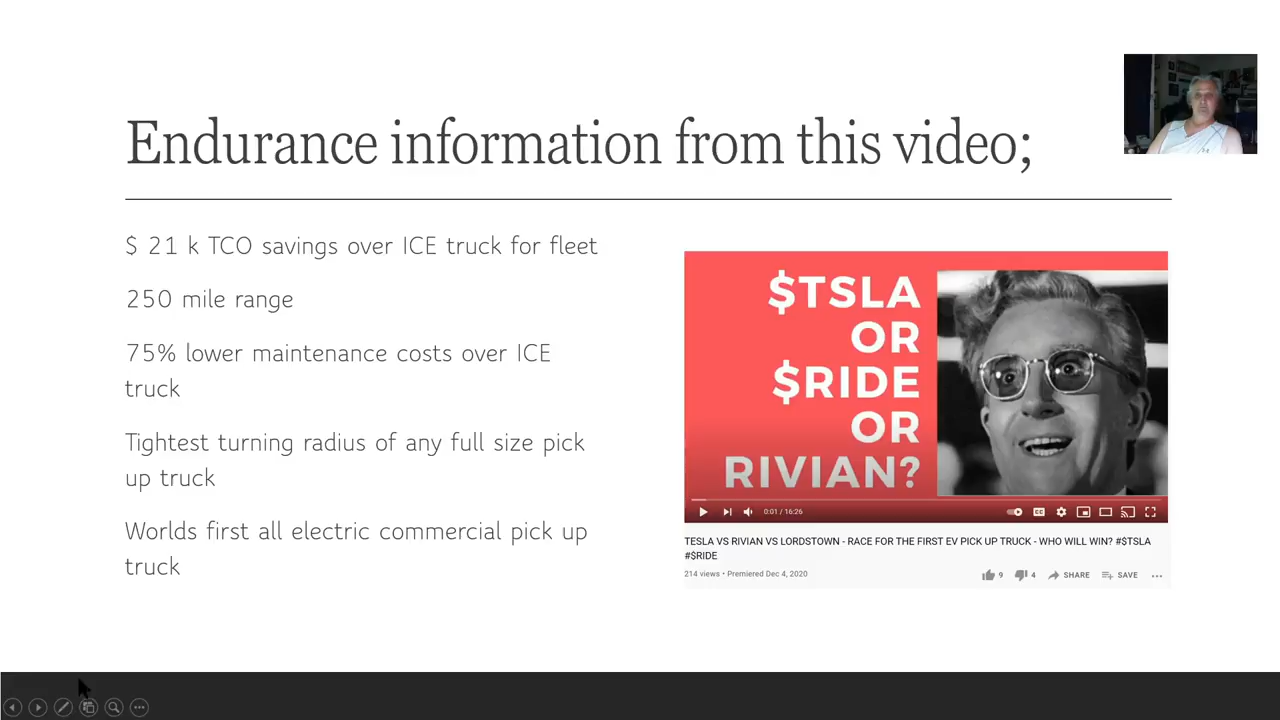 Endurance information from this video;
$ 21 k TCO savings over ICE truck for fleet
250 mile range
75% lower maintenance costs over ICE
truck
Tightest turning radius of any full size pick
up truck
Worlds first all electric commercial pick up
truck
$TSLA
OR
$RIDE
OR
RIVIAN?
0:01 / 16:26
TESLA VS RIVIAN VS LORDSTOWN - RACE FOR THE FIRST EV PICK UP TRUCK - WHO WILL WIN? #$TSLA
#$RIDE
214 views • Premiered Dec 4, 2020
9 4 SHARE SAVE